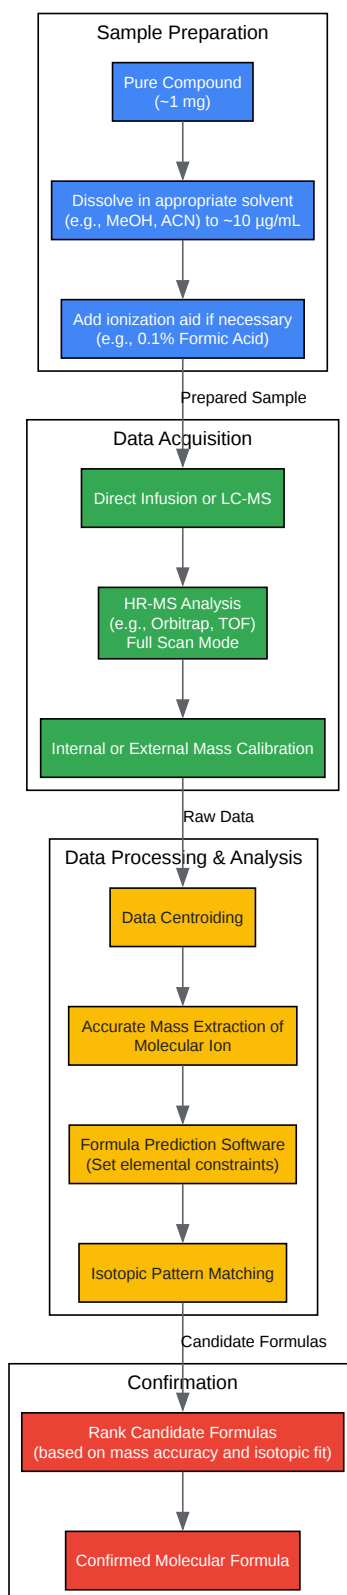 Sample Preparation
Pure Compound
(~1 mg)
Dissolve in appropriate solvent
(e.g., MeOH, ACN) to ~10 µg/mL
Add ionization aid if necessary
(e.g., 0.1% Formic Acid)
Prepared Sample
Data Acquisition
Direct Infusion or LC-MS
HR-MS Analysis
(e.g., Orbitrap, TOF)
Full Scan Mode
Internal or External Mass Calibration
Raw Data
Data Processing & Analysis
Data Centroiding
Accurate Mass Extraction of
Molecular Ion
Formula Prediction Software
(Set elemental constraints)
Isotopic Pattern Matching
Candidate Formulas
Confirmation
Rank Candidate Formulas
(based on mass accuracy and isotopic fit)
Confirmed Molecular Formula